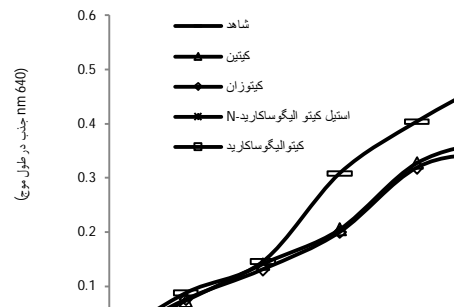 0.6
0.5
0.4
0.3
0.2
0.1
جذب در طول موج (640 nm)
شاهد
کیتین
کیتوزان
N-استیل کیتو الیگوساکارید
کیتوالیگوساکارید